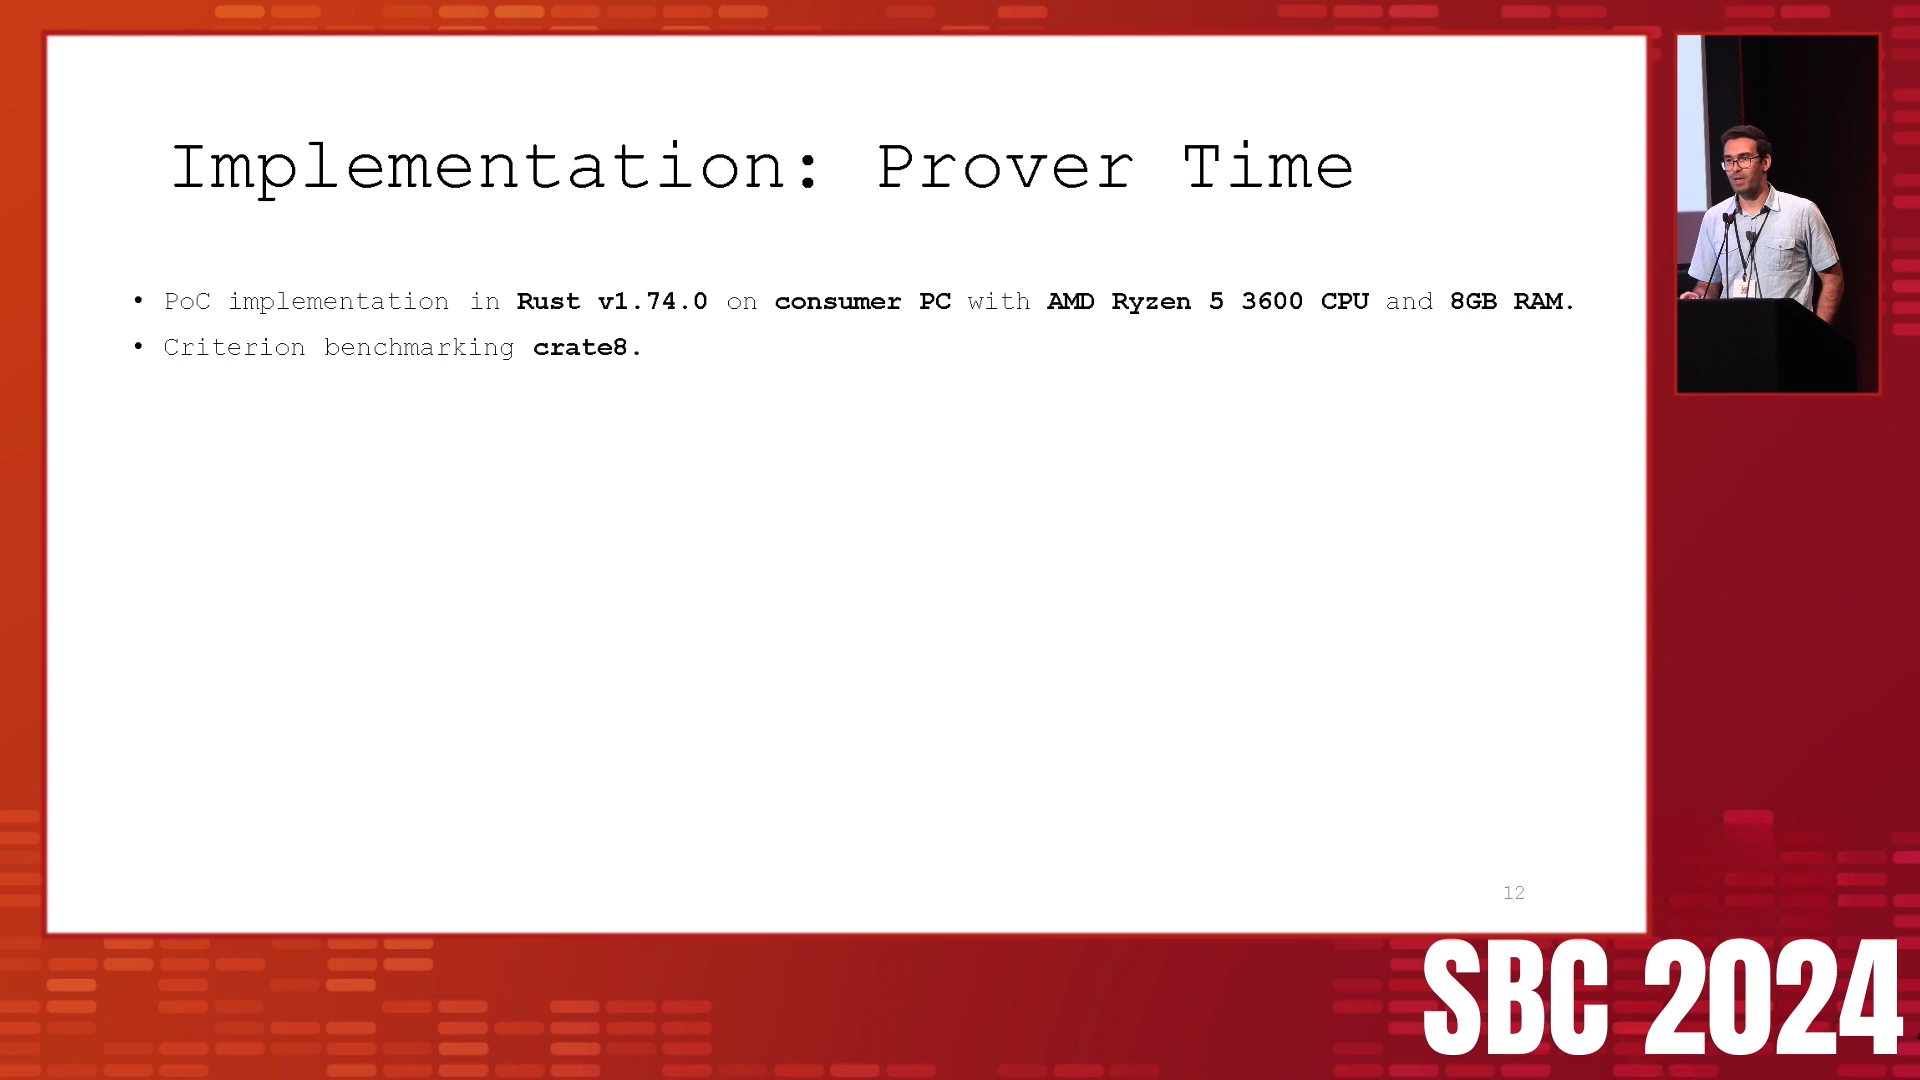 Implementation: Prover Time
• PoC implementation in Rust v1.74.0 on consumer PC with AMD Ryzen 5 3600 CPU and 8GB RAM.
• Criterion benchmarking crate8.
12
SBC 2024